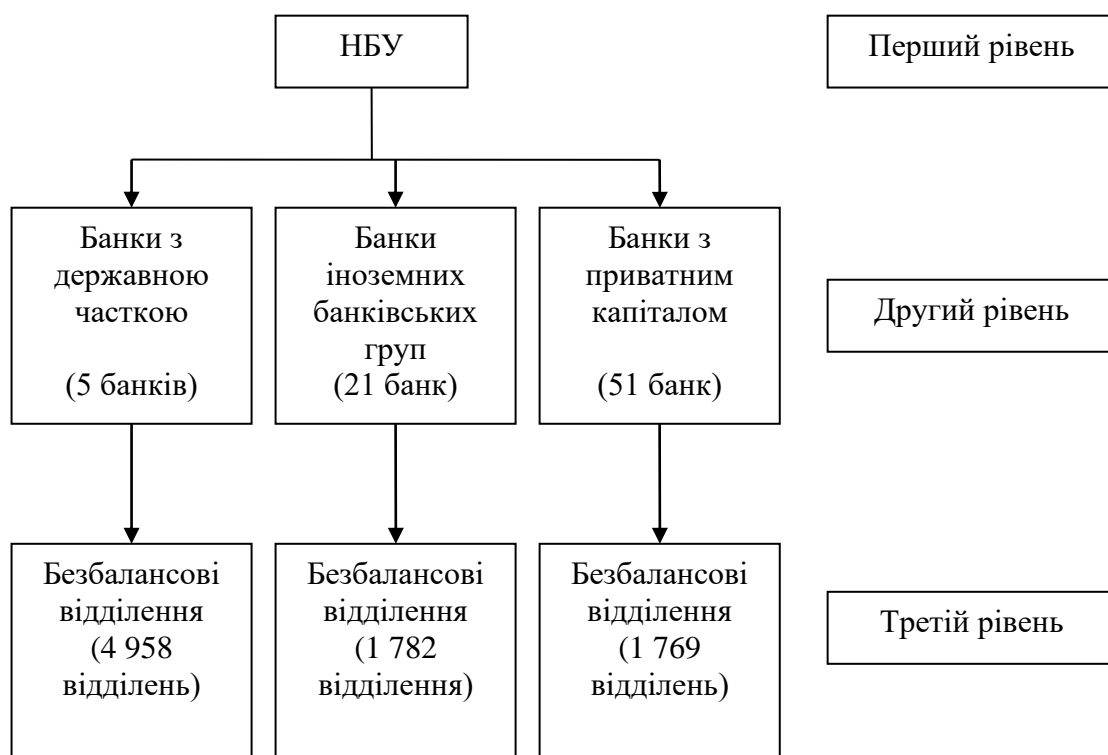 НБУ
Перший рівень
Банки з
державною
часткою
(5 банків)
Банки
іноземних
банківських
груп
(21 банк)
Банки з
приватним
капіталом
(51 банк)
Другий рівень
Безбалансові
відділення
(4 958
відділень)
Безбалансові
відділення
(1 782
відділення)
Безбалансові
відділення
(1 769
відділень)
Третій рівень